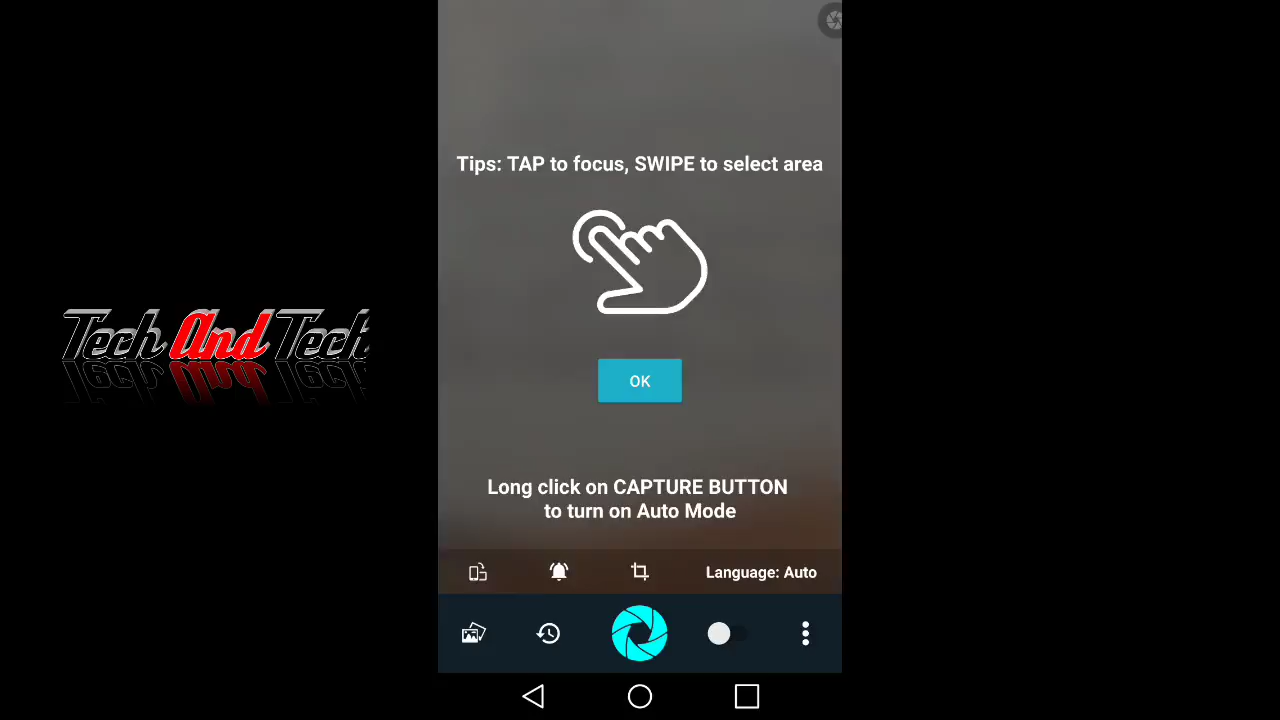 Tips: TAP to focus, SWIPE to select area
Tech And Tech
OK
Long click on CAPTURE BUTTON
to turn on Auto Mode
Language: Auto